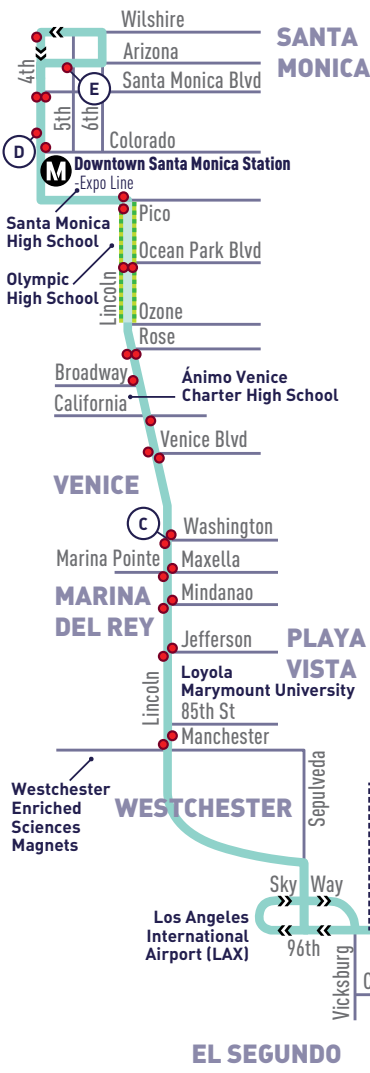 Wilshire
SANTA
MONICA
Arizona
4th
5th
6th
E
Santa Monica Blvd
D
Colorado
M
Downtown Santa Monica Station
-Expo Line
Santa Monica
High School
Pico
Olympic
High School
Ocean Park Blvd
Lincoln
Ozone
Rose
Broadway
Ánimo Venice
Charter High School
California
Venice Blvd
VENICE
C
Washington
Marina Pointe
Maxella
MARINA
DEL REY
Mindanao
Jefferson
PLAYA
VISTA
Loyola
Marymount University
Lincoln
85th St
Manchester
Westchester
Enriched
Sciences
Magnets
WESTCHESTER
Sepulveda
Sky Way
Los Angeles
International
Airport (LAX)
96th
Vicksburg
EL SEGUNDO